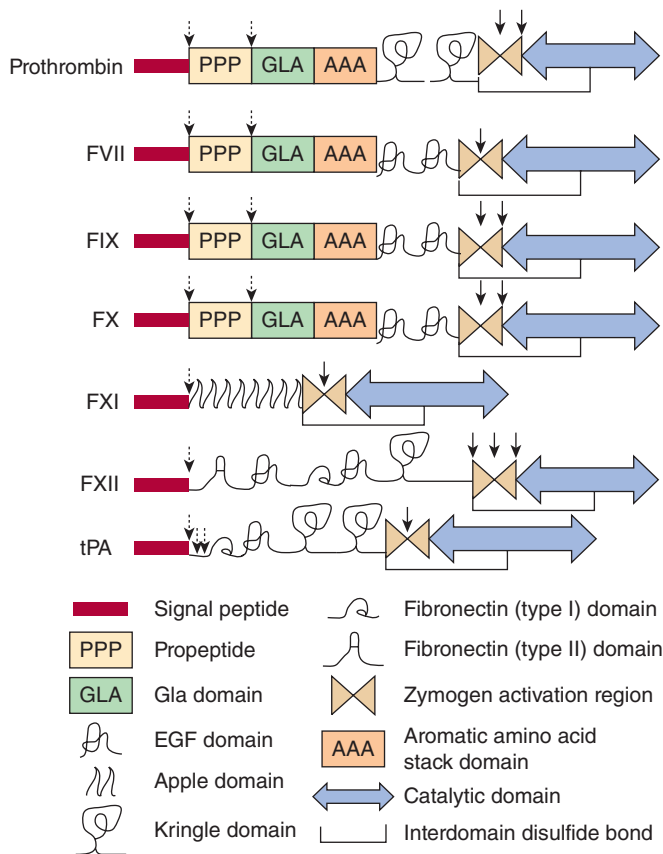 Prothrombin PPP GLA AAA
FVII PPP GLA AAA
FIX PPP GLA AAA
FX PPP GLA AAA
FXI
FXII
tPA
Signal peptide
PPP Propeptide
GLA Gla domain
EGF domain
Apple domain
Kringle domain
Fibronectin (type I) domain
Fibronectin (type II) domain
Zymogen activation region
AAA Aromatic amino acid
stack domain
Catalytic domain
Interdomain disulfide bond